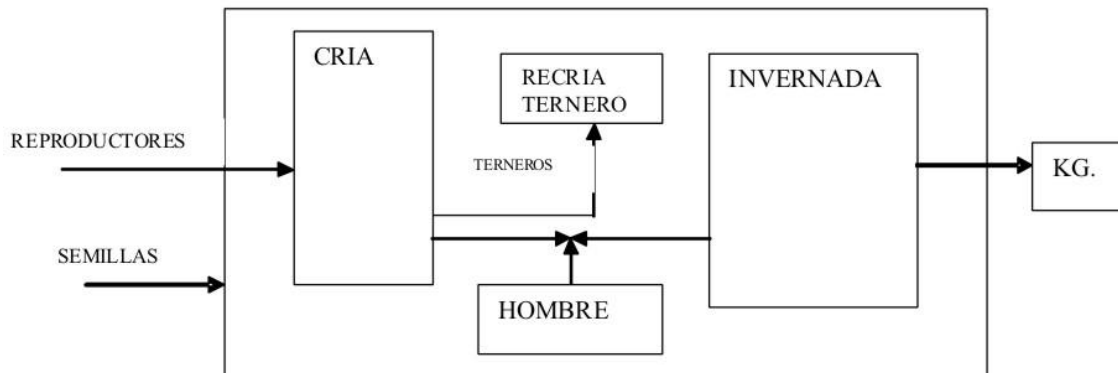 CRIA
RECRIA
TERNERO
INVERNADA
REPRODUCTORES
TERNEROS
KG.
SEMILLAS
HOMBRE